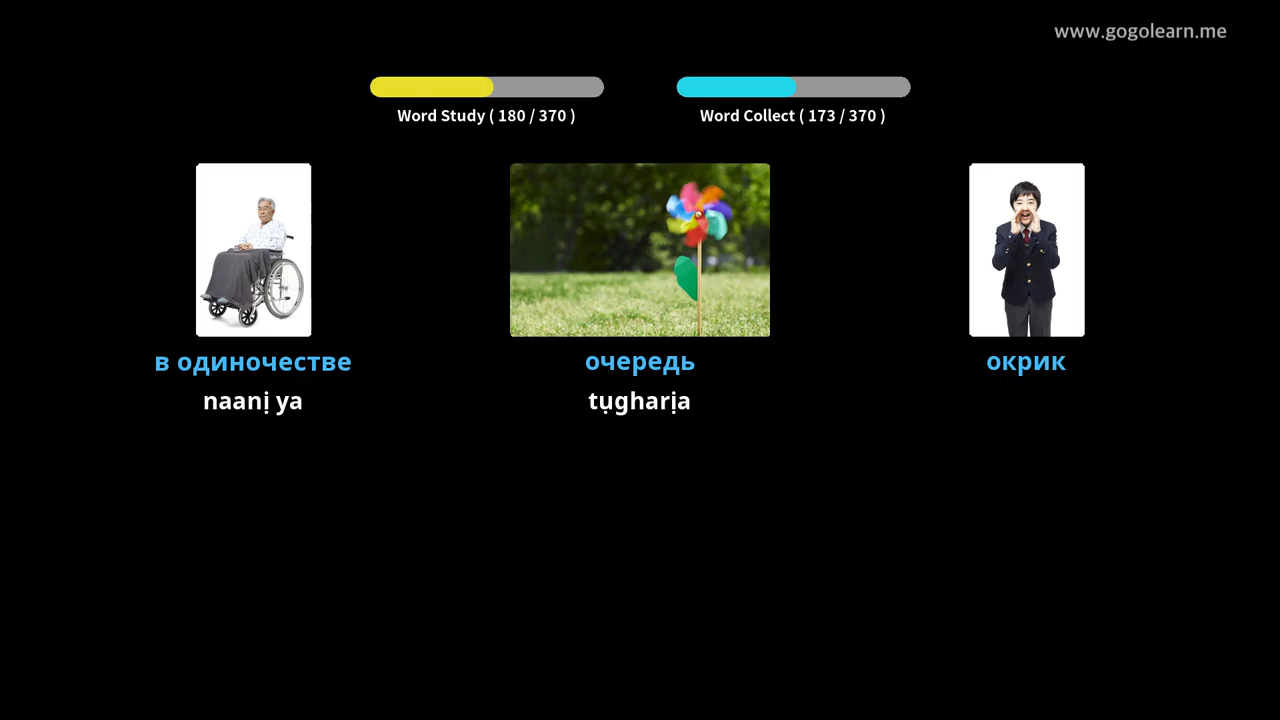 www.gogolearn.me
Word Study ( 180 / 370 )
Word Collect ( 173 / 370 )
в одиночестве
очередь
окрик
naanị ya
tụgharịa